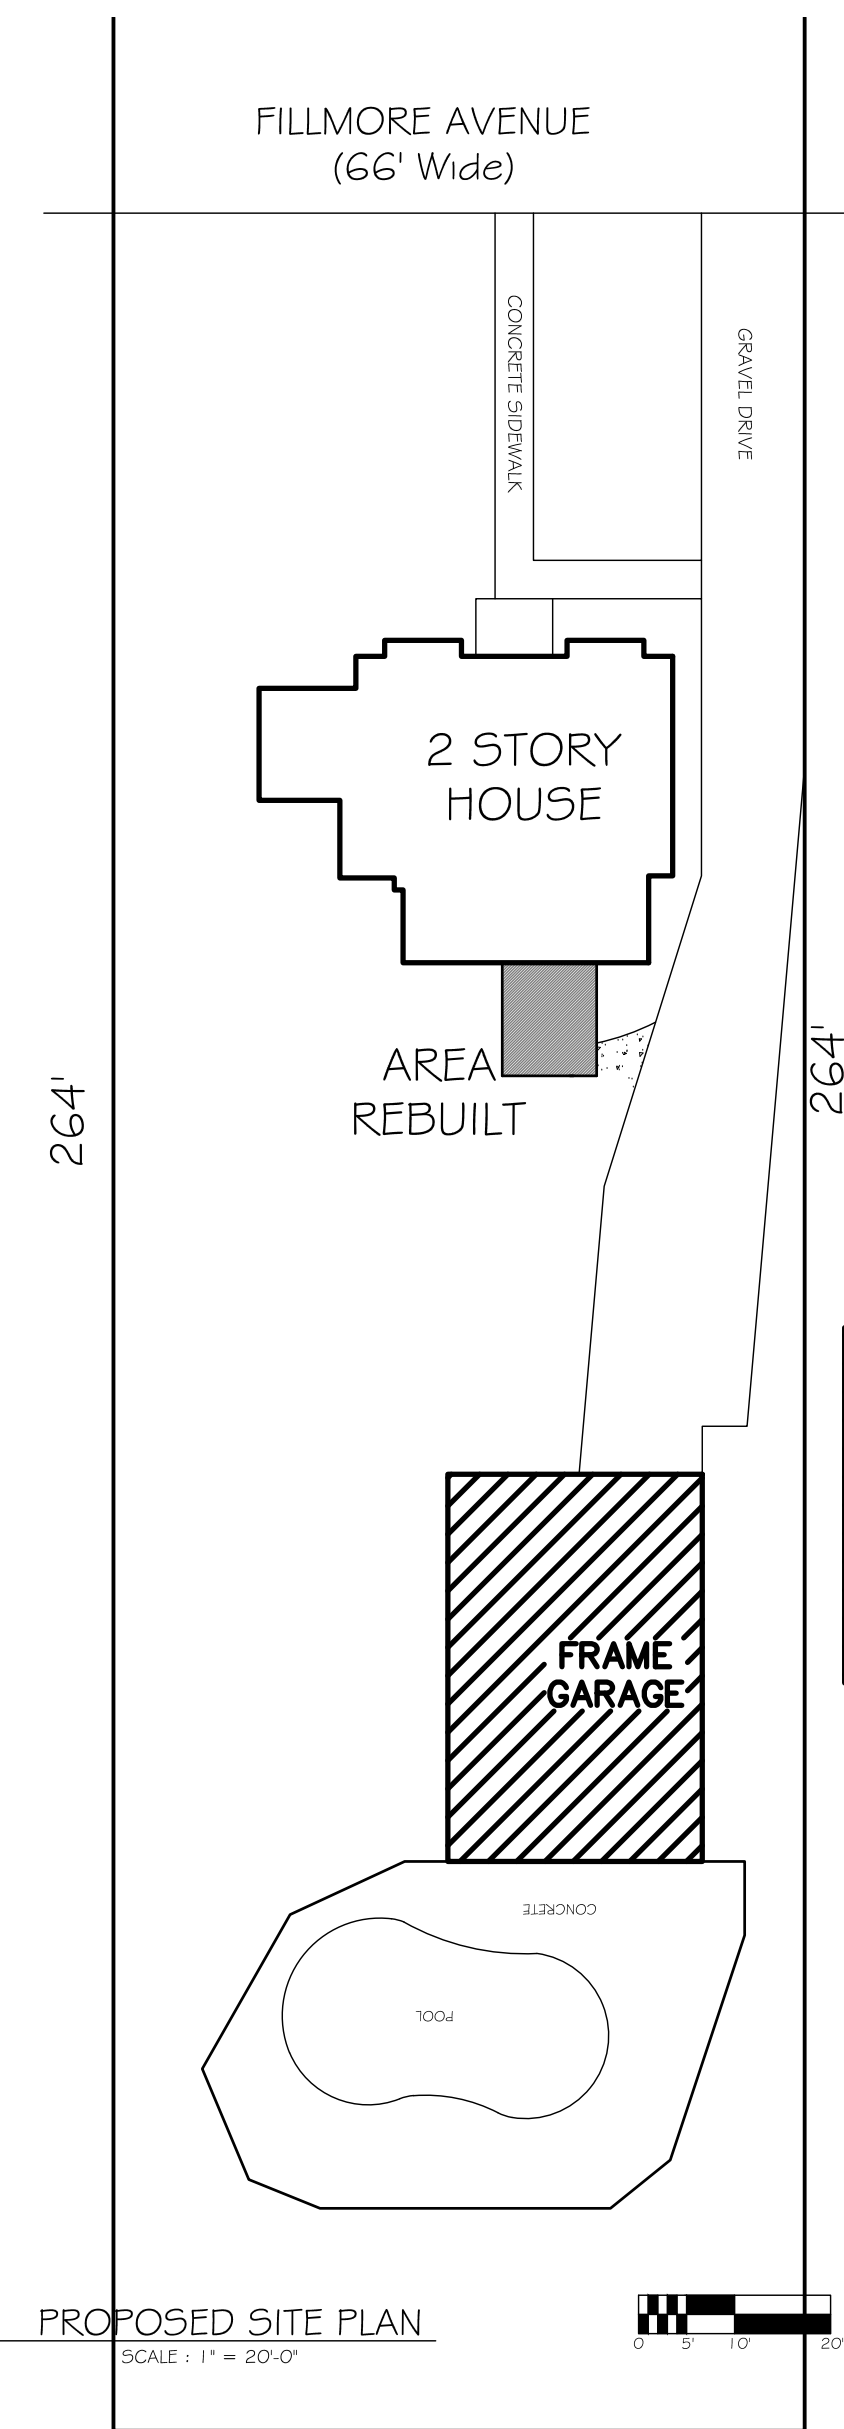 FILLMORE AVENUE
(66' Wide)
CONCRETE SIDEWALK
GRAVEL DRIVE
2 STORY
HOUSE
264'
AREA
REBUILT
264'
FRAME
GARAGE
CONCRETE
POOL
PROPOSED SITE PLAN
SCALE : 1" = 20'-0"
0 5' 10' 20'